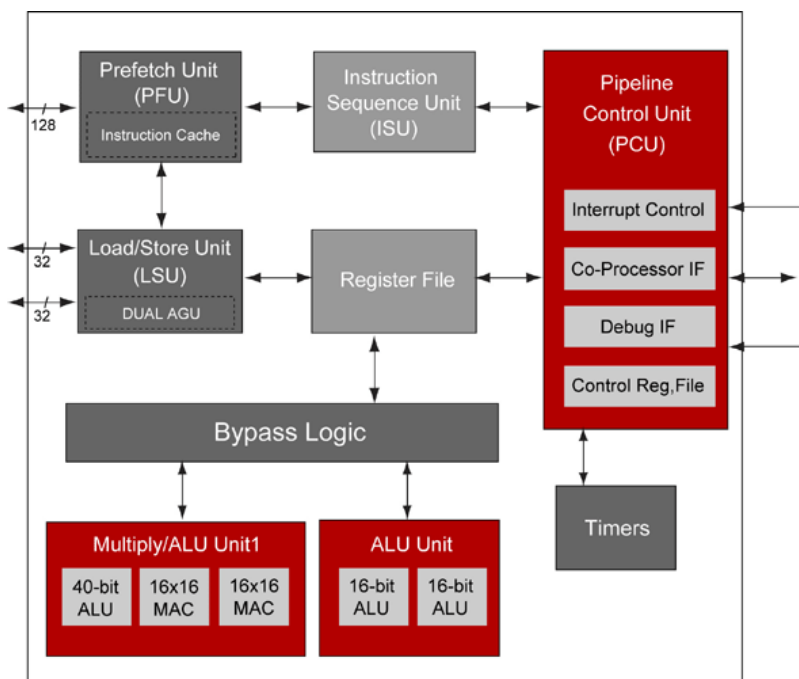 Prefetch Unit
(PFU)
Instruction Cache
128
Instruction
Sequence Unit
(ISU)
Pipeline
Control Unit
(PCU)
Interrupt Control
Co-Processor IF
Debug IF
Control Reg,File
32
32
Load/Store Unit
(LSU)
DUAL AGU
Register File
Bypass Logic
Multiply/ALU Unit1
40-bit
ALU
16x16
MAC
16x16
MAC
ALU Unit
16-bit
ALU
16-bit
ALU
Timers